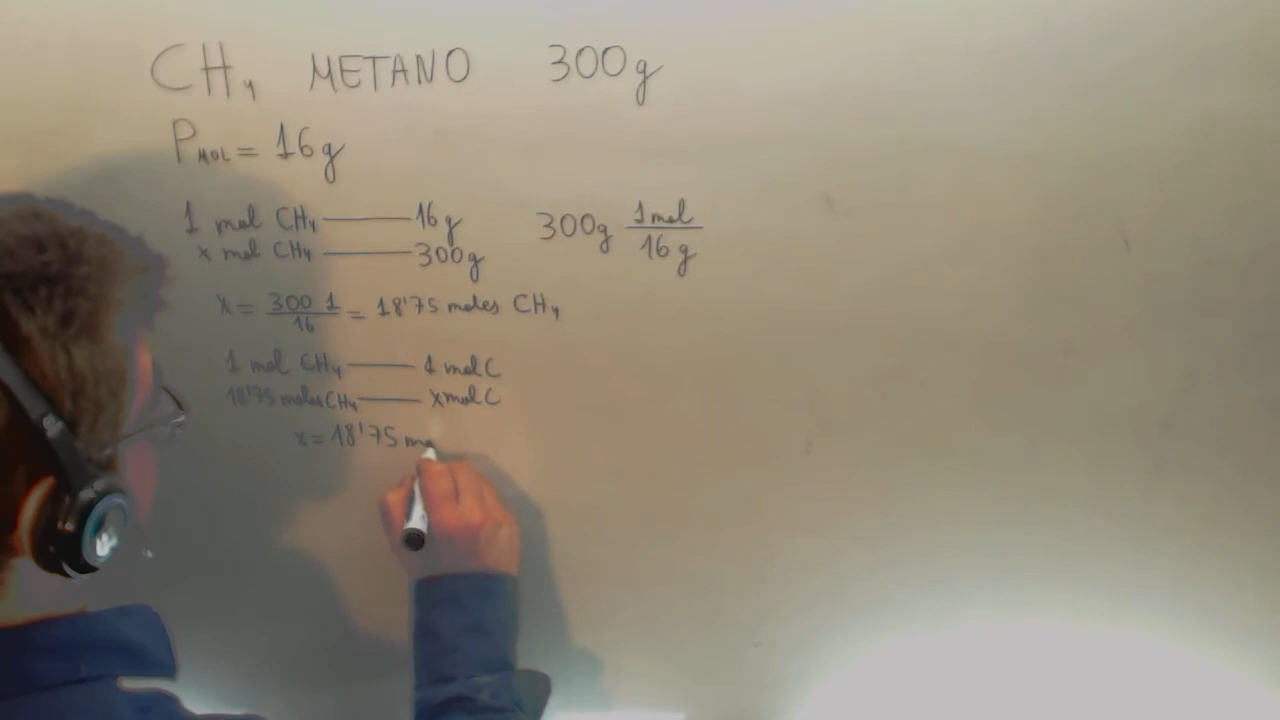 CH4 METANO 300g
PMOL = 16g
1 mol CH4 —— 16g 300g 1mol/16g
x mol CH4 —— 300g
x = 300 1/16 = 18'75 moles CH4
1 mol CH4 —— 1 mol C
18'75 moles CH4 —— x mol C
x = 18'75 mo